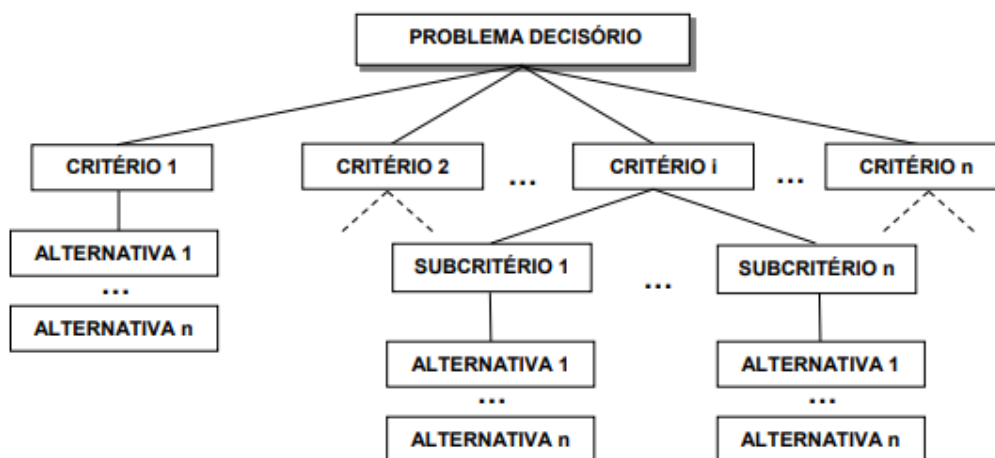 PROBLEMA DECISÓRIO
CRITÉRIO 1
CRITÉRIO 2
...
CRITÉRIO i
...
CRITÉRIO n
ALTERNATIVA 1
...
ALTERNATIVA n
SUBCRITÉRIO 1
...
SUBCRITÉRIO n
ALTERNATIVA 1
...
ALTERNATIVA n
ALTERNATIVA 1
...
ALTERNATIVA n